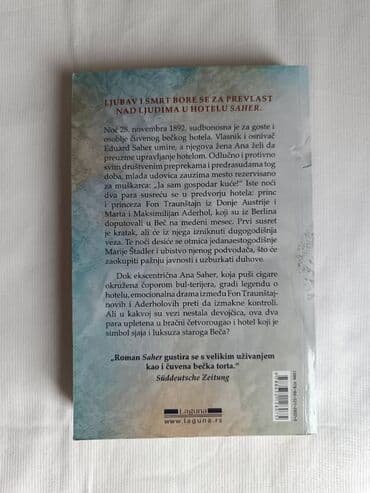 LJUBAV I SMRT BORE SE ZA PREVLAST
NAD LJUDIMA U HOTELU SAHER.
Noć 28. novembra 1892. sudbonosna je za goste i
osoblje čuvenog bečkog hotela. Vlasnik i osnivač
Eduard Saher umire, a njegova žena Ana želi da
preuzme upravljanje hotelom. Odlučno i protivno
svim društvenim preprekama i predrasudama tog
doba, mlada udovica zauzima mesto rezervisano
za muškarca: „Ja sam gospodar kuće!“ Iste noći
dva para susreću se u predvorju hotela: princ
i princeza Fon Traunštajn iz Donje Austrije i
Marta i Maksimilijan Aderhol, koji su iz Berlina
doputovali u Beč na medeni mesec. Prvi susret
je kratak, ali će iz njega izniknuti dugogodišnja
veza. Te noći desiće se otmica jedanaestogodišnje
Marije Štadler i ubistvo njenog podvođača, što će
zaokupiti pažnju javnosti i uzburkati duhove.
Dok ekscentrična Ana Saher, koja puši cigare
okružena čoporom bul-terijera, gradi legendu o
hotelu, emocionalna drama između Fon Traunštaj-
novih i Aderholovih preti da izmakne kontroli.
Ali u kakvoj su vezi nestala devojčica, ova dva
para upletena u bračni četvorougao i hotel koji je
simbol sjaja i luksuza staroga Beča?
„Roman Saher gustira se s velikim uživanjem
kao i čuvena bečka torta.“
Süddeutsche Zeitung
Laguna
www.laguna.rs